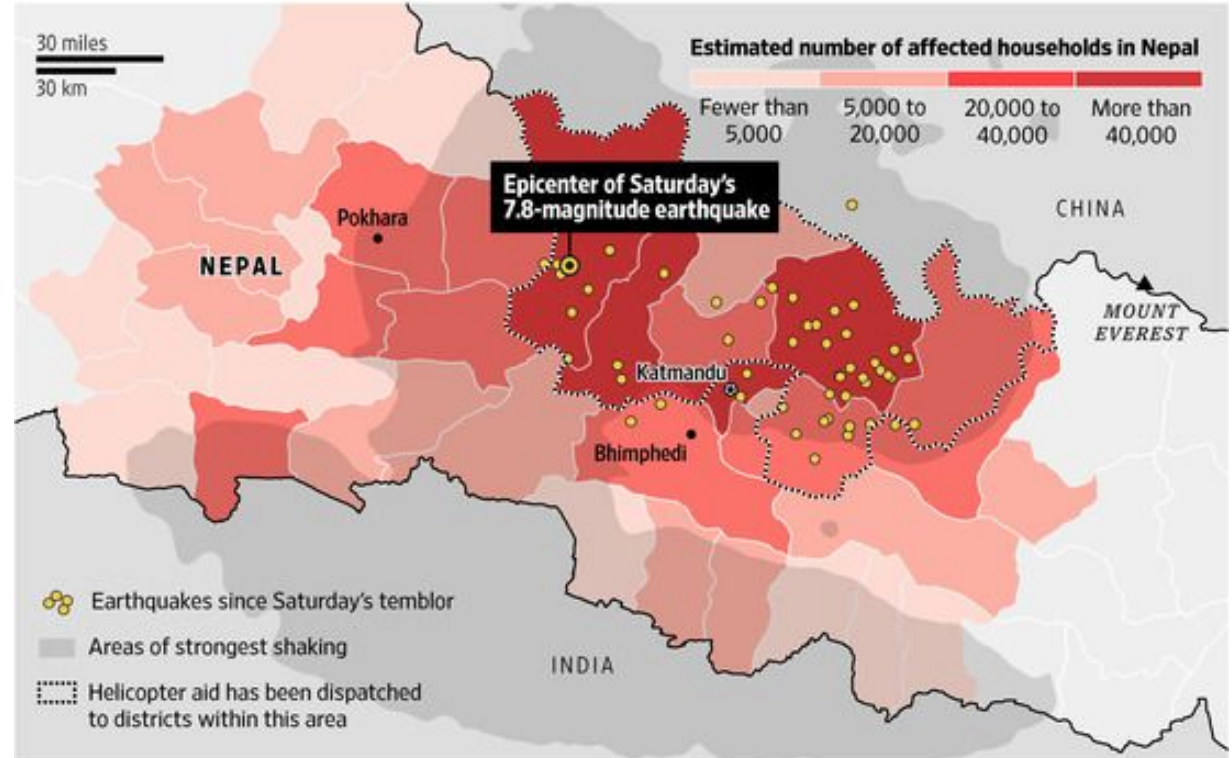 30 miles
30 km
Estimated number of affected households in Nepal
Fewer than
5,000
5,000 to
20,000
20,000 to
40,000
More than
40,000
Epicenter of Saturday's
7.8-magnitude earthquake
CHINA
Pokhara
NEPAL
MOUNT
EVEREST
Katmandu
Bhimphedi
Earthquakes since Saturday's temblor
Areas of strongest shaking
INDIA
Helicopter aid has been dispatched
to districts within this area